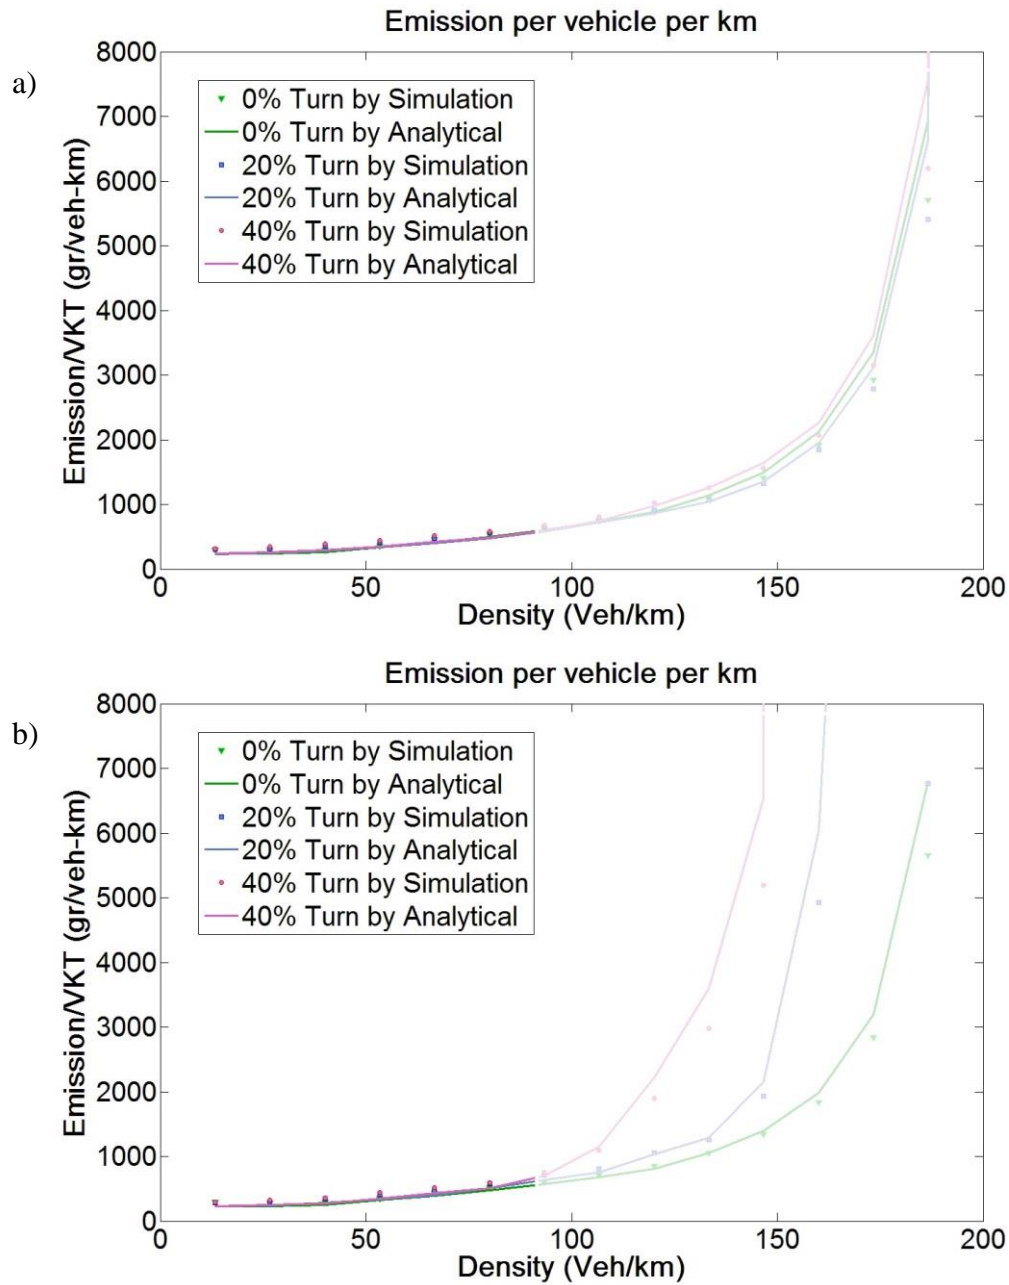 a)
Emission per vehicle per km
8000
7000
6000
5000
4000
3000
2000
1000
0
Emission/VKT (gr/veh-km)
0% Turn by Simulation
0% Turn by Analytical
20% Turn by Simulation
20% Turn by Analytical
40% Turn by Simulation
40% Turn by Analytical
0 50 100 150 200
Density (Veh/km)
b)
Emission per vehicle per km
8000
7000
6000
5000
4000
3000
2000
1000
0
Emission/VKT (gr/veh-km)
0% Turn by Simulation
0% Turn by Analytical
20% Turn by Simulation
20% Turn by Analytical
40% Turn by Simulation
40% Turn by Analytical
0 50 100 150 200
Density (Veh/km)